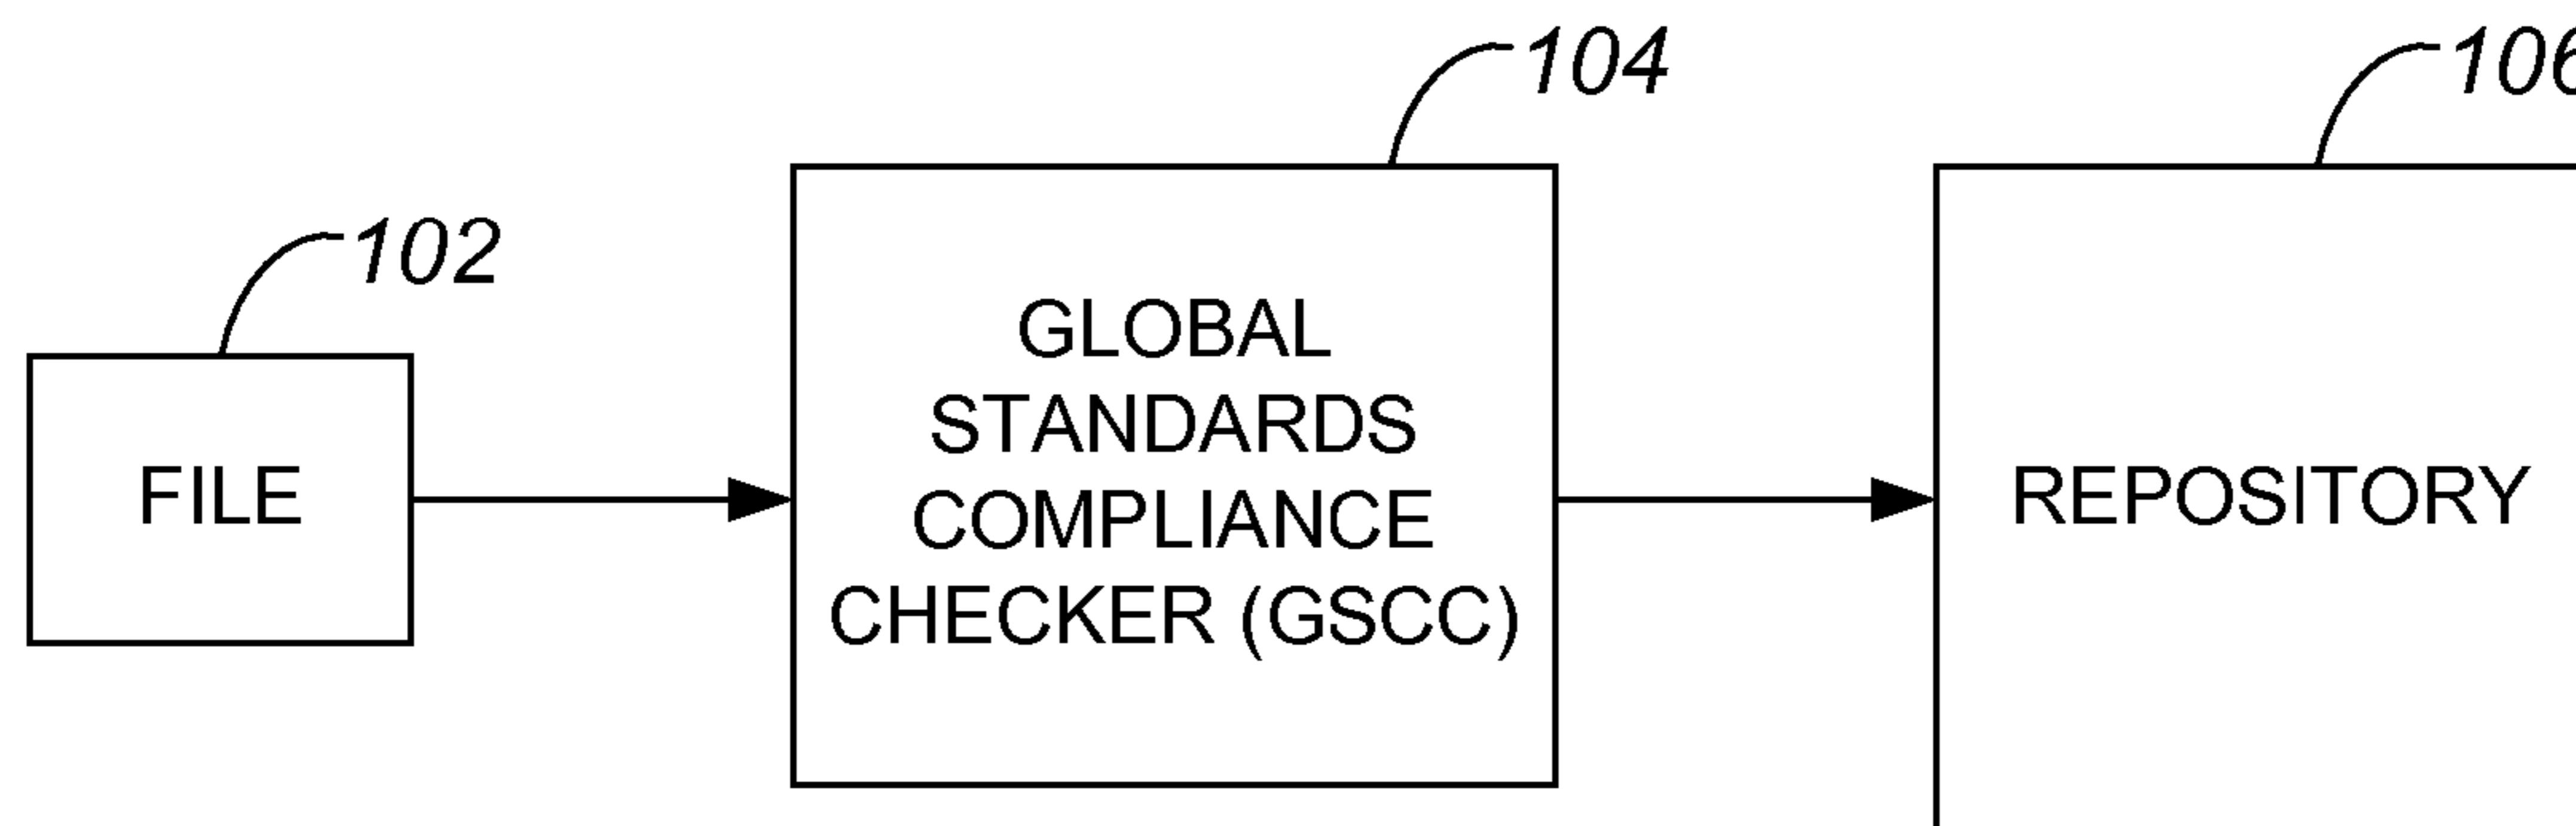 104
106
102
GLOBAL
STANDARDS
COMPLIANCE
CHECKER (GSCC)
FILE
REPOSITORY